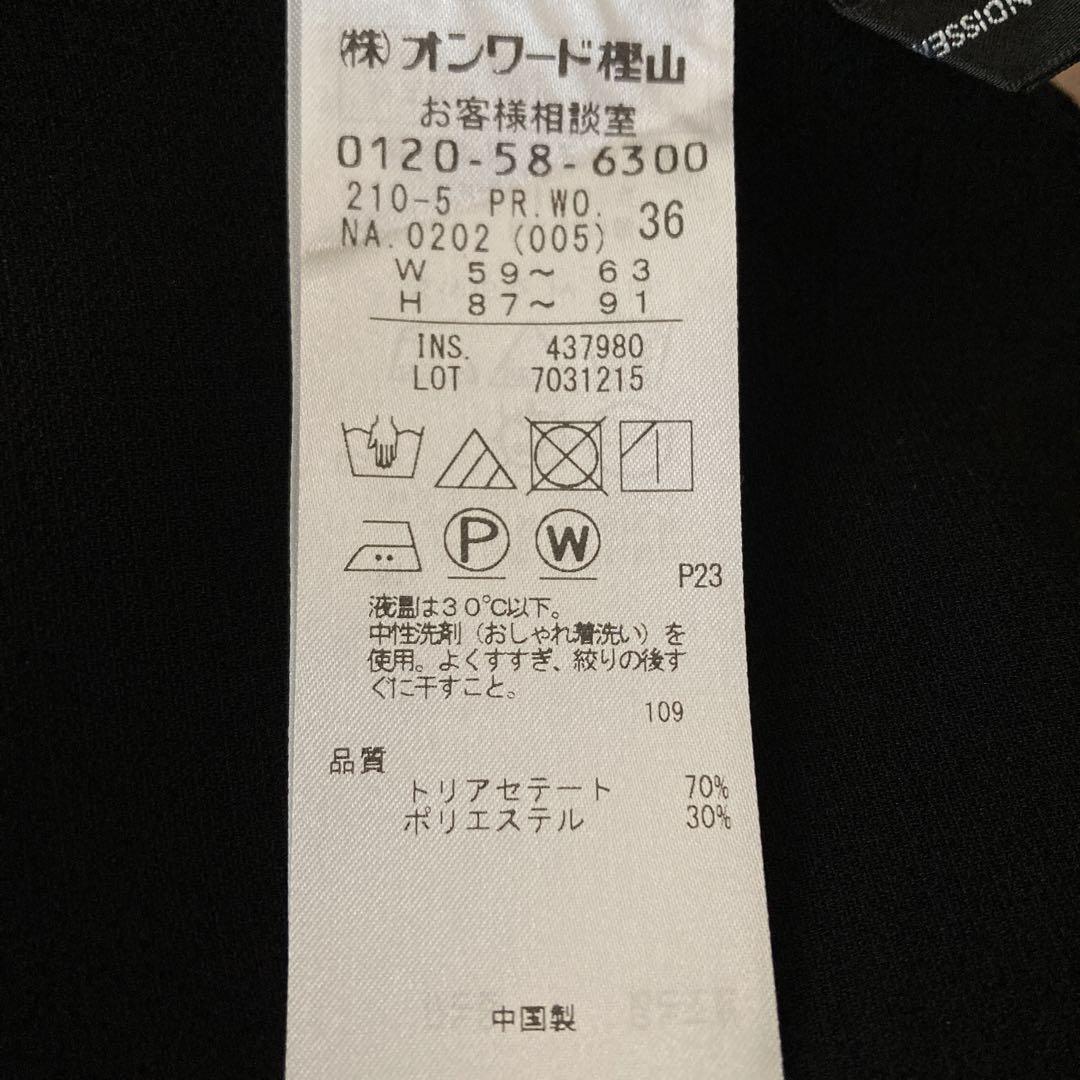 ㈱オンワード樫山
お客様相談室
0120-58-6300
210-5 PR.WO. 36
NA.0202 (005)
W 59〜 63
H 87〜 91
INS. 437980
LOT 7031215
P
W
P23
液温は30℃以下。
中性洗剤(おしゃれ着洗い)を
使用。よくすすぎ、絞りの後す
ぐに干すこと。
109
品質
トリアセテート 70%
ポリエステル 30%
中国製